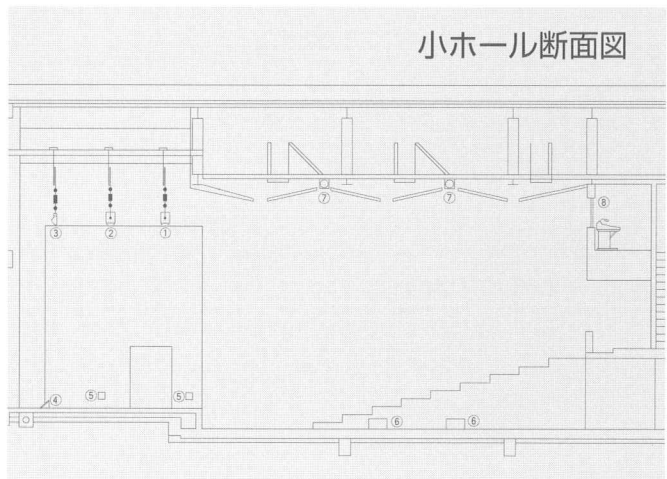 小ホール断面図
⑦ ⑦ ⑧
③ ② ①
④ ⑤ ⑤
⑥ ⑥